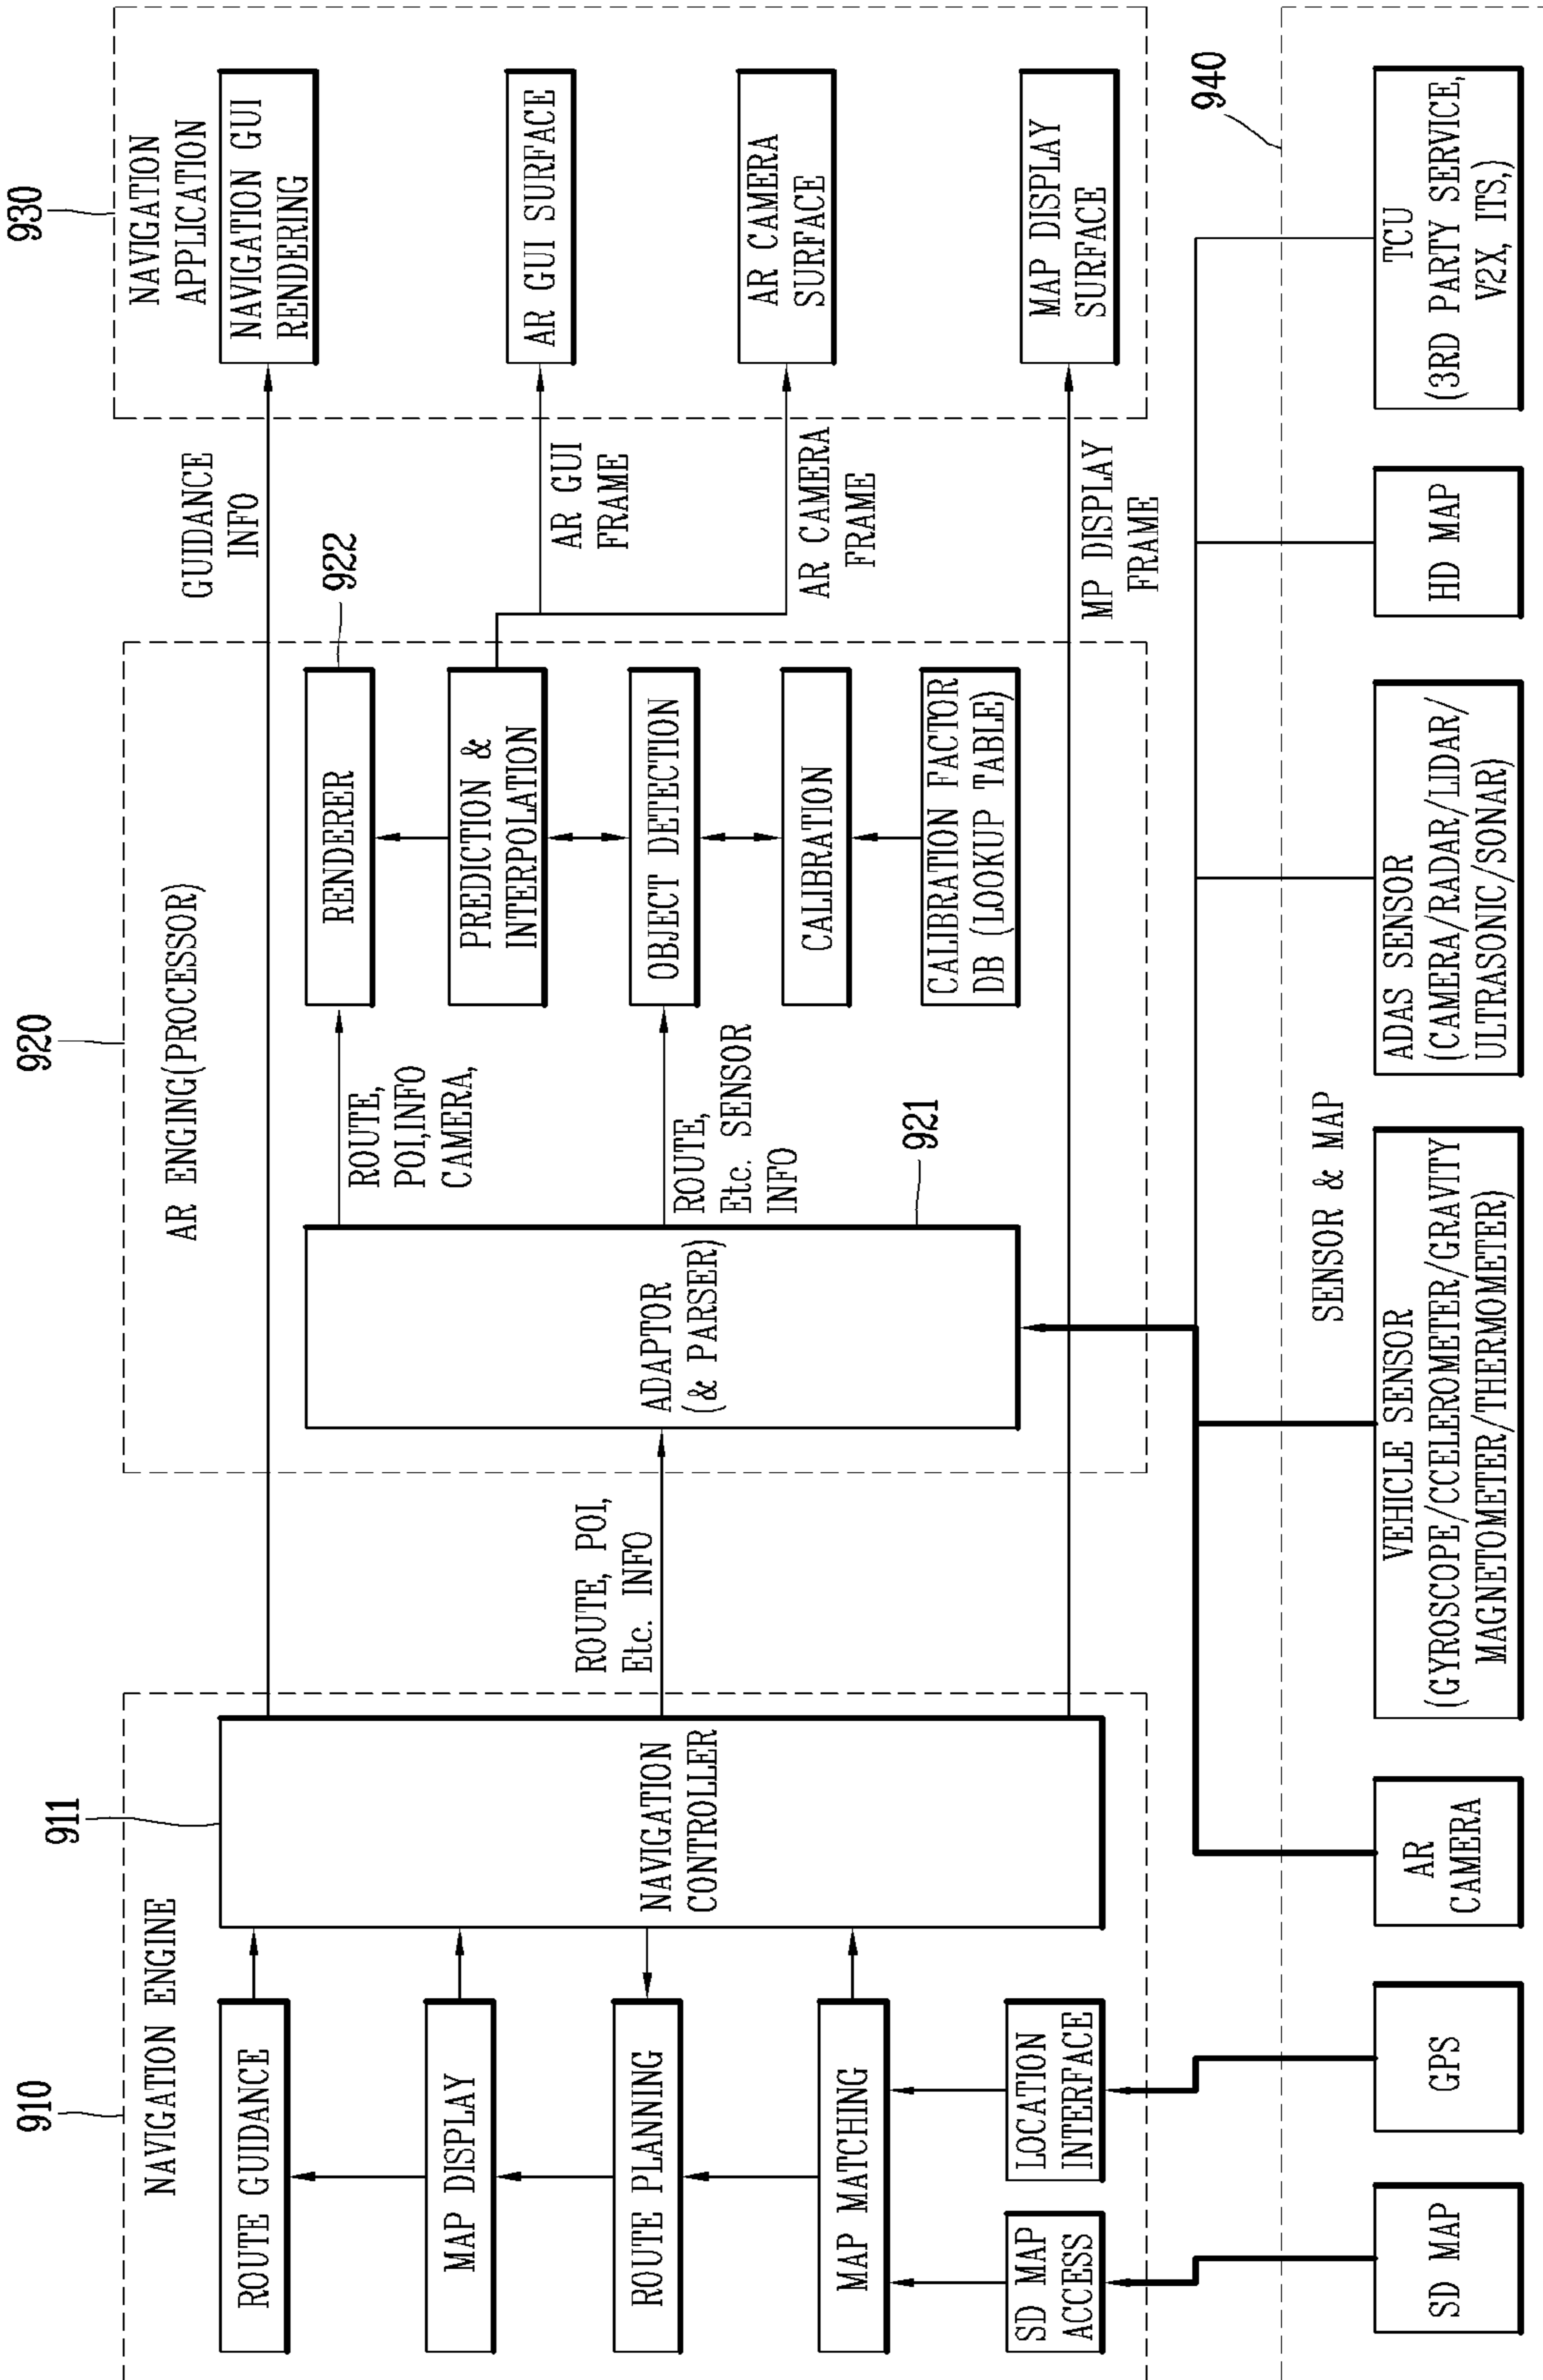 910
NAVIGATION ENGINE
ROUTE GUIDANCE
MAP DISPLAY
ROUTE PLANNING
MAP MATCHING
SD MAP
ACCESS
LOCATION
INTERFACE
911
NAVIGATION
CONTROLLER
ROUTE, POI,
Etc. INFO
920
AR ENGING(PROCESSOR)
ADAPTOR
(& PARSER)
921
ROUTE,
POI,INFO
CAMERA,
ROUTE,
Etc. SENSOR
INFO
RENDERER
922
PREDICTION &
INTERPOLATION
OBJECT DETECTION
CALIBRATION
CALIBRATION FACTOR
DB (LOOKUP TABLE)
GUIDANCE
INFO
AR GUI
FRAME
AR CAMERA
FRAME
MP DISPLAY
FRAME
930
NAVIGATION
APPLICATION
NAVIGATION GUI
RENDERING
AR GUI SURFACE
AR CAMERA
SURFACE
MAP DISPLAY
SURFACE
940
SENSOR & MAP
SD MAP
GPS
AR
CAMERA
VEHICLE SENSOR
(GYROSCOPE/CCELEROMETER/GRAVITY
MAGNETOMETER/THERMOMETER)
ADAS SENSOR
(CAMERA/RADAR/LIDAR/
ULTRASONIC/SONAR)
HD MAP
TCU
(3RD PARTY SERVICE,
V2X, ITS,)